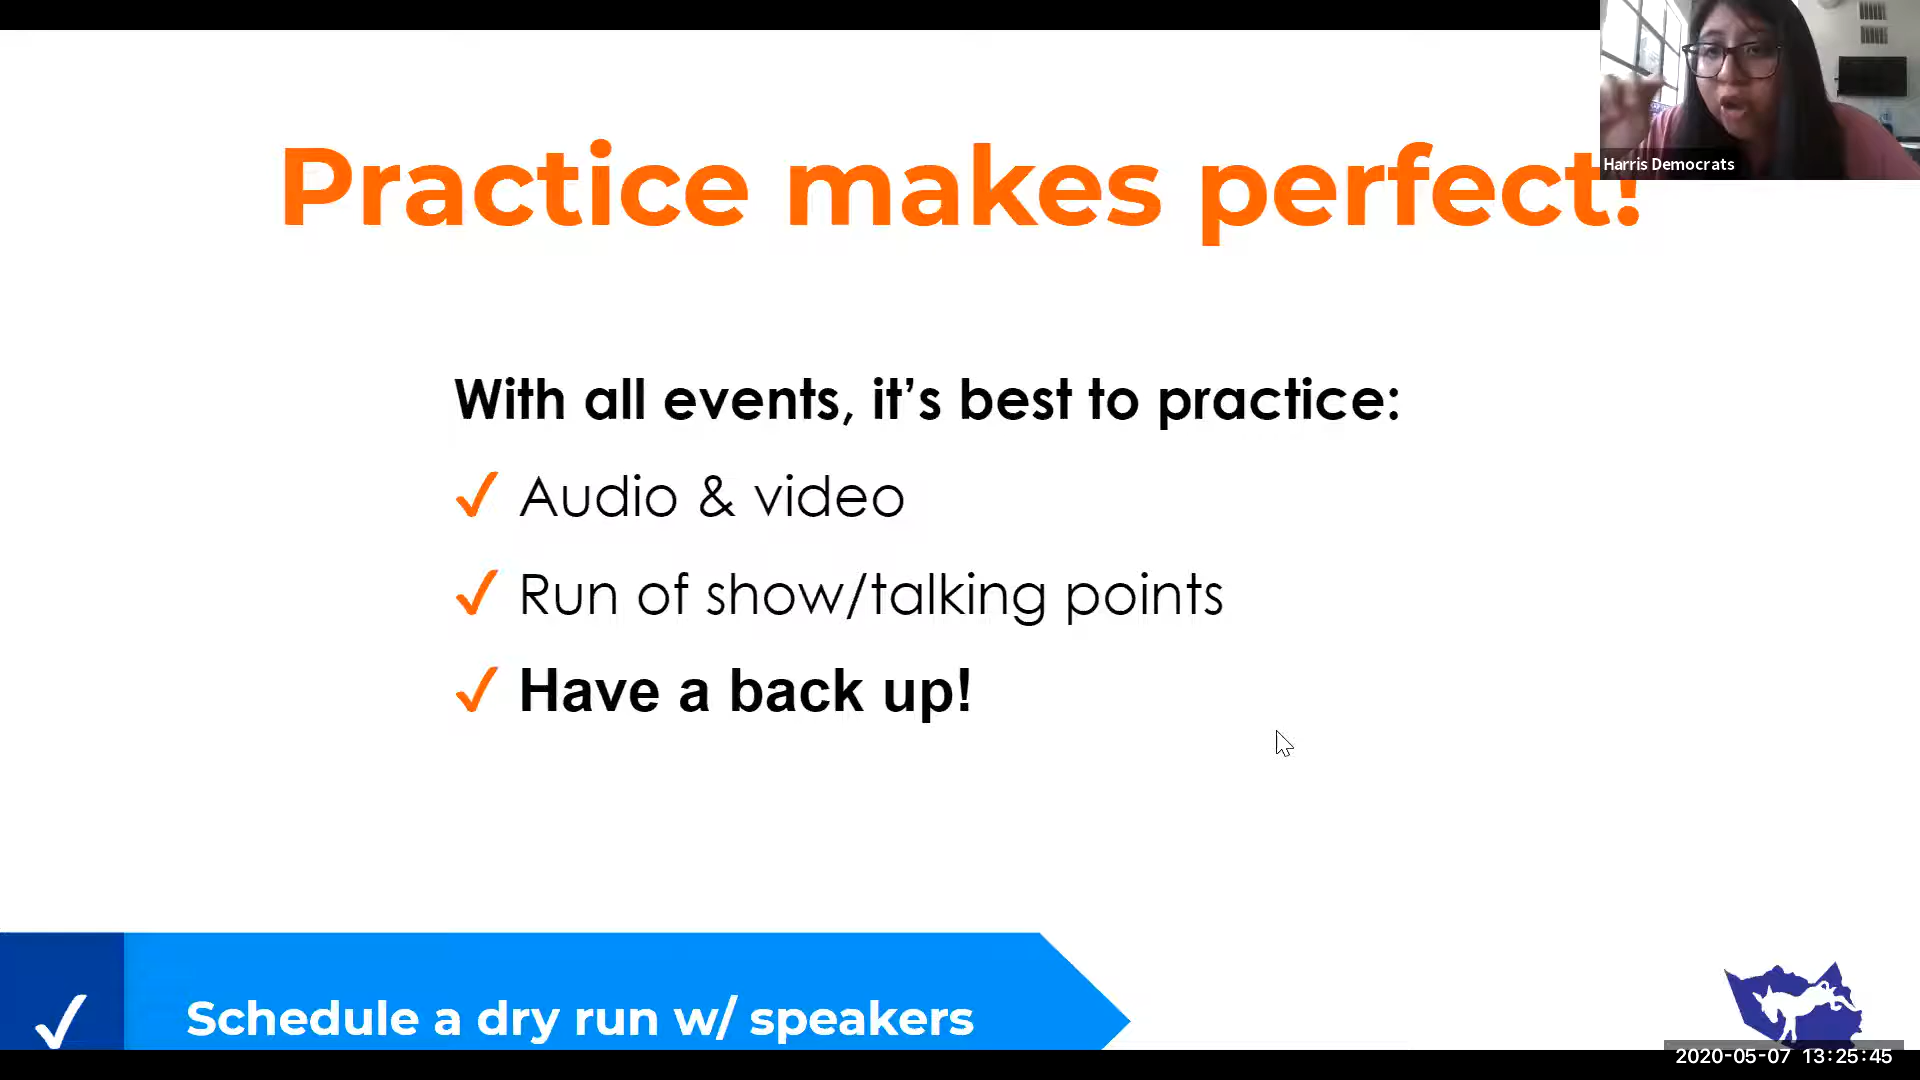 Practice makes perfect!
Harris Democrats
With all events, it’s best to practice:
✓ Audio & video
✓ Run of show/talking points
✓ Have a back up!
✓ Schedule a dry run w/ speakers
2020-05-07 13:25:45